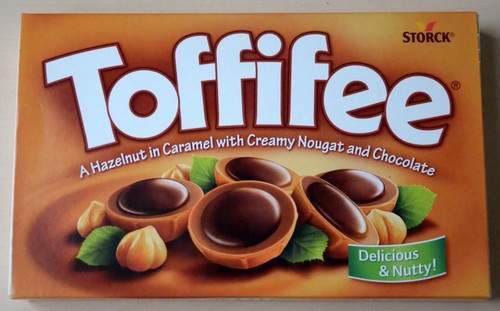 STORCK®
Toffifee®
A Hazelnut in Caramel with Creamy Nougat and Chocolate
Delicious
& Nutty!